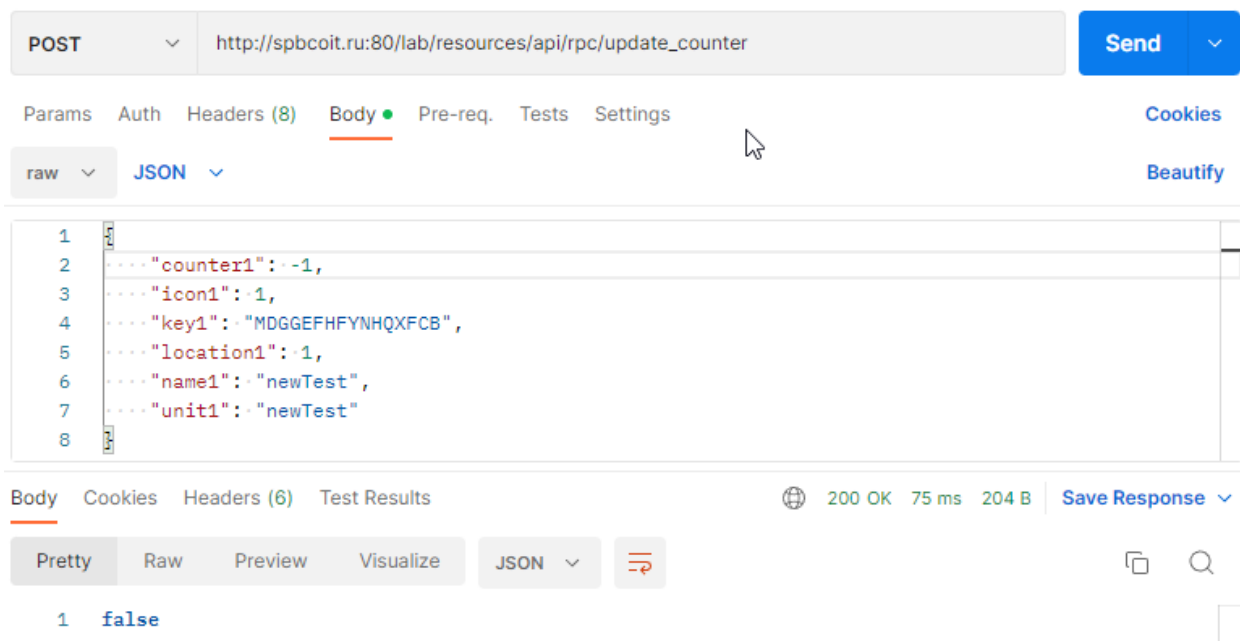 POST http://spbcoit.ru:80/lab/resources/api/rpc/update_counter Send
Params Auth Headers (8) Body Pre-req. Tests Settings Cookies
raw JSON Beautify
1 {
2 "counter1": -1,
3 "icon1": 1,
4 "key1": "MDGGEFHFYNHQXFCB",
5 "location1": 1,
6 "name1": "newTest",
7 "unit1": "newTest"
8 }
Body Cookies Headers (6) Test Results 200 OK 75 ms 204 B Save Response
Pretty Raw Preview Visualize JSON
1 false